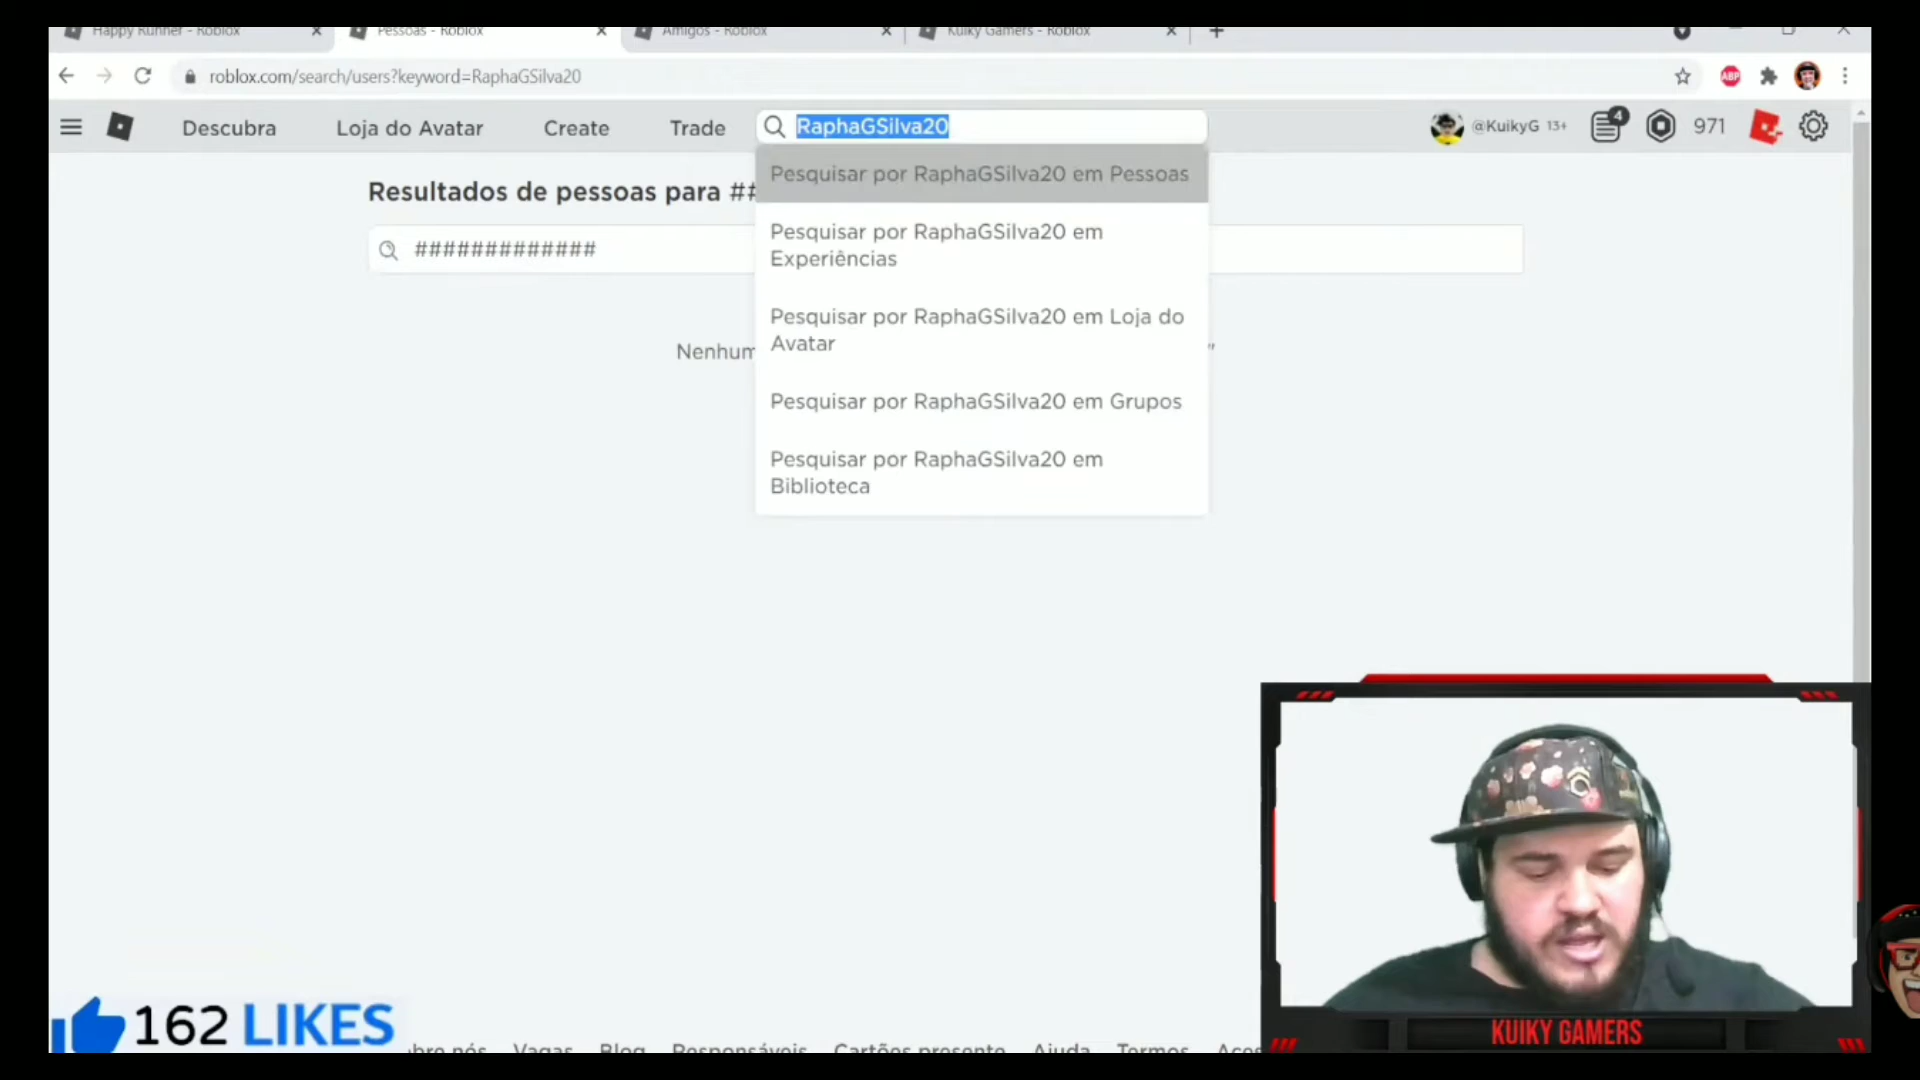 Happy Runner - Roblox
Pessoas - Roblox
Amigos - Roblox
Kuiky Gamers - Roblox
roblox.com/search/users?keyword=RaphaGSilva20
ABP
Descubra
Loja do Avatar
Create
Trade
RaphaGSilva20
@KuikyG 13+
4
971
Pesquisar por RaphaGSilva20 em Pessoas
Resultados de pessoas para ##
Pesquisar por RaphaGSilva20 em
Experiências
#############
Pesquisar por RaphaGSilva20 em Loja do
Avatar
Nenhum
"
Pesquisar por RaphaGSilva20 em Grupos
Pesquisar por RaphaGSilva20 em
Biblioteca
162 LIKES
Vagas
Blog
Responsáveis
Cartões presente
Ajuda
Termos
KUIKY GAMERS